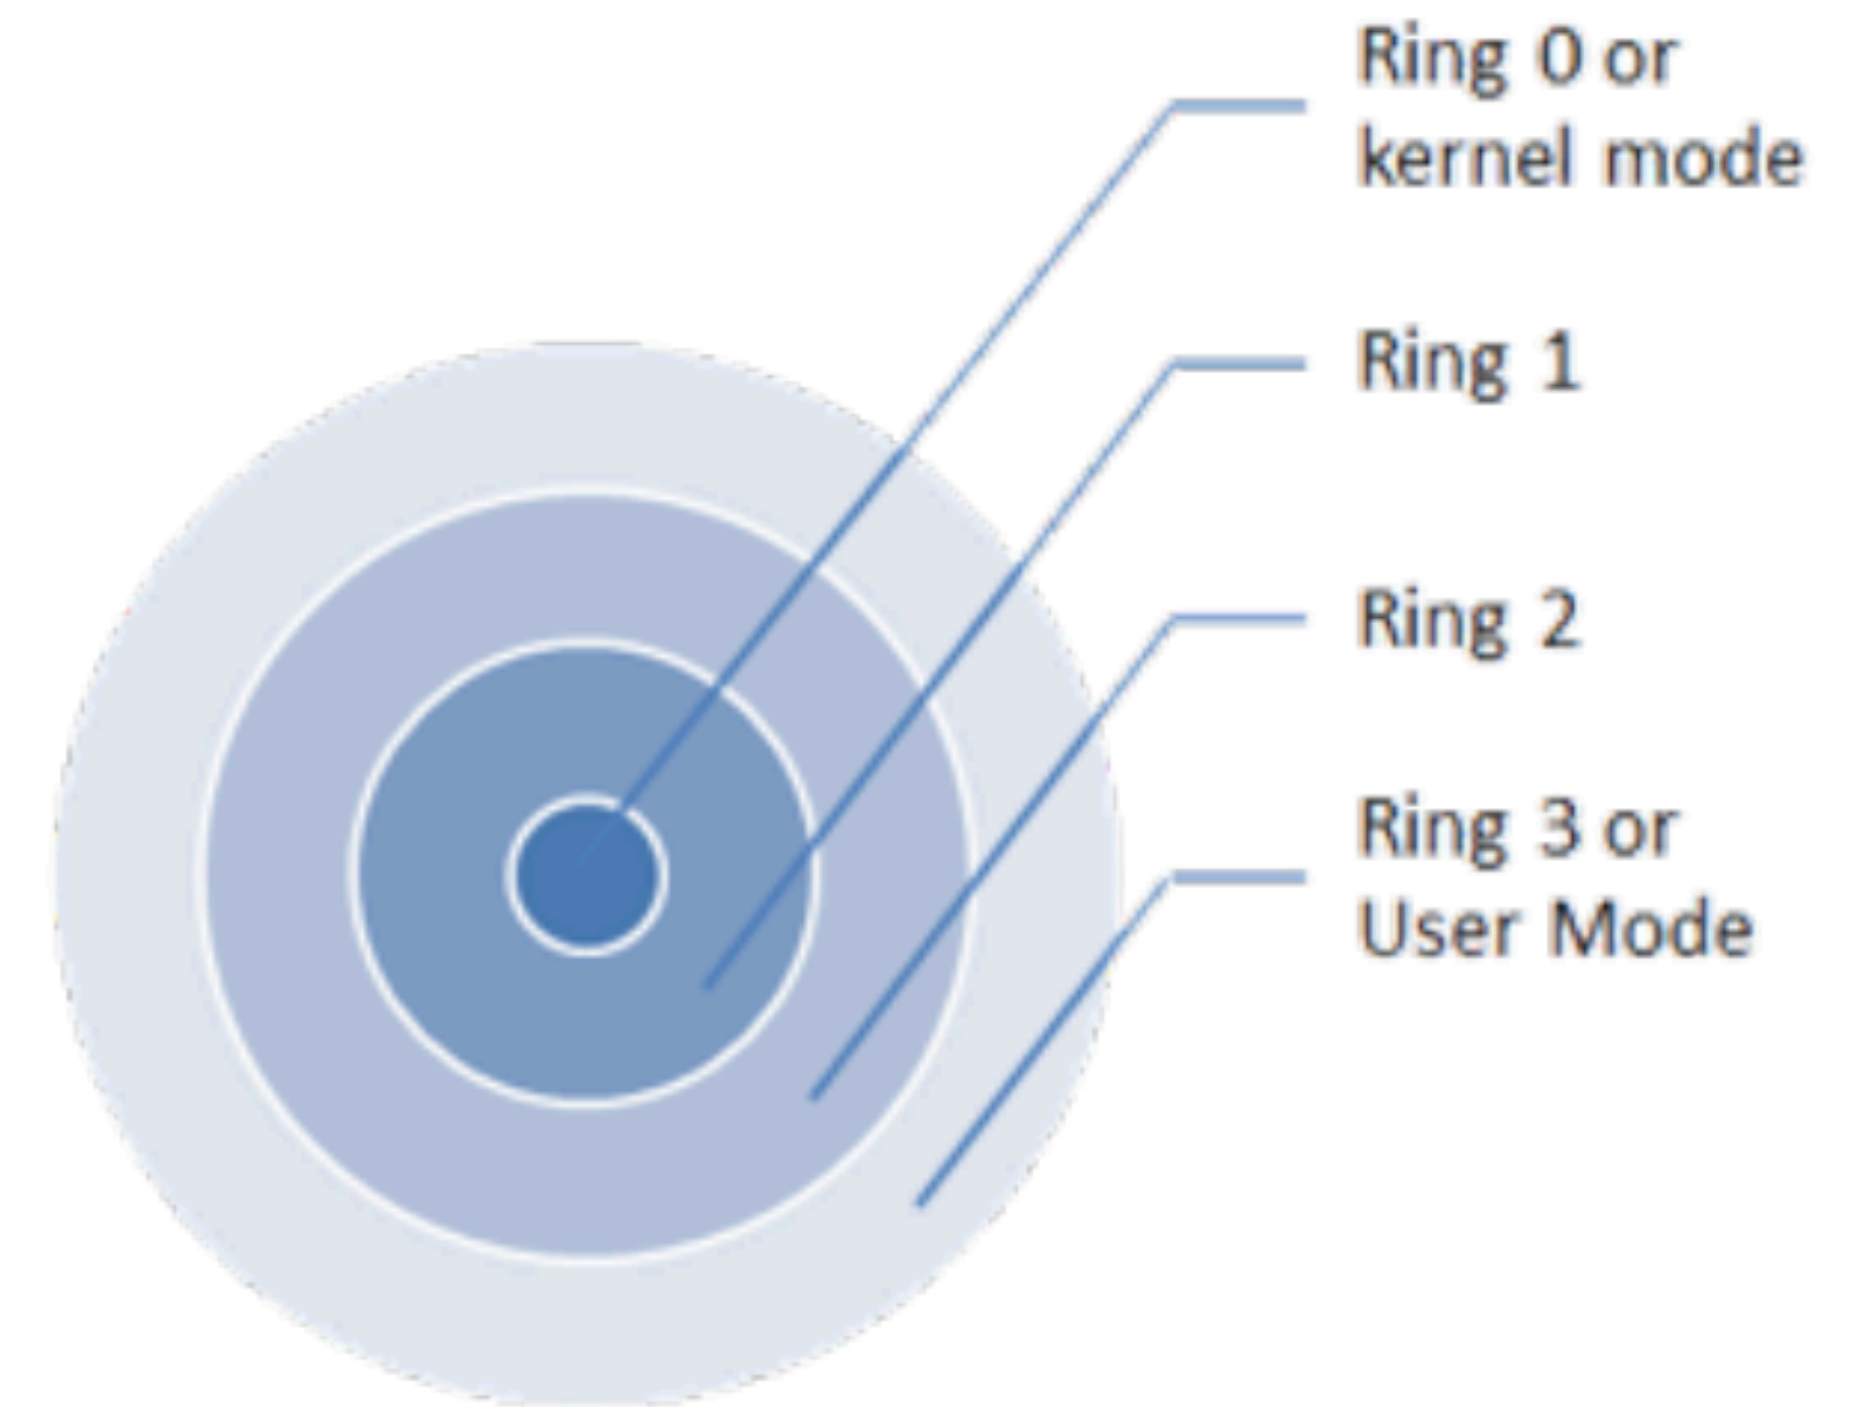 Ring 0 or
kernel mode
Ring 1
Ring 2
Ring 3 or
User Mode